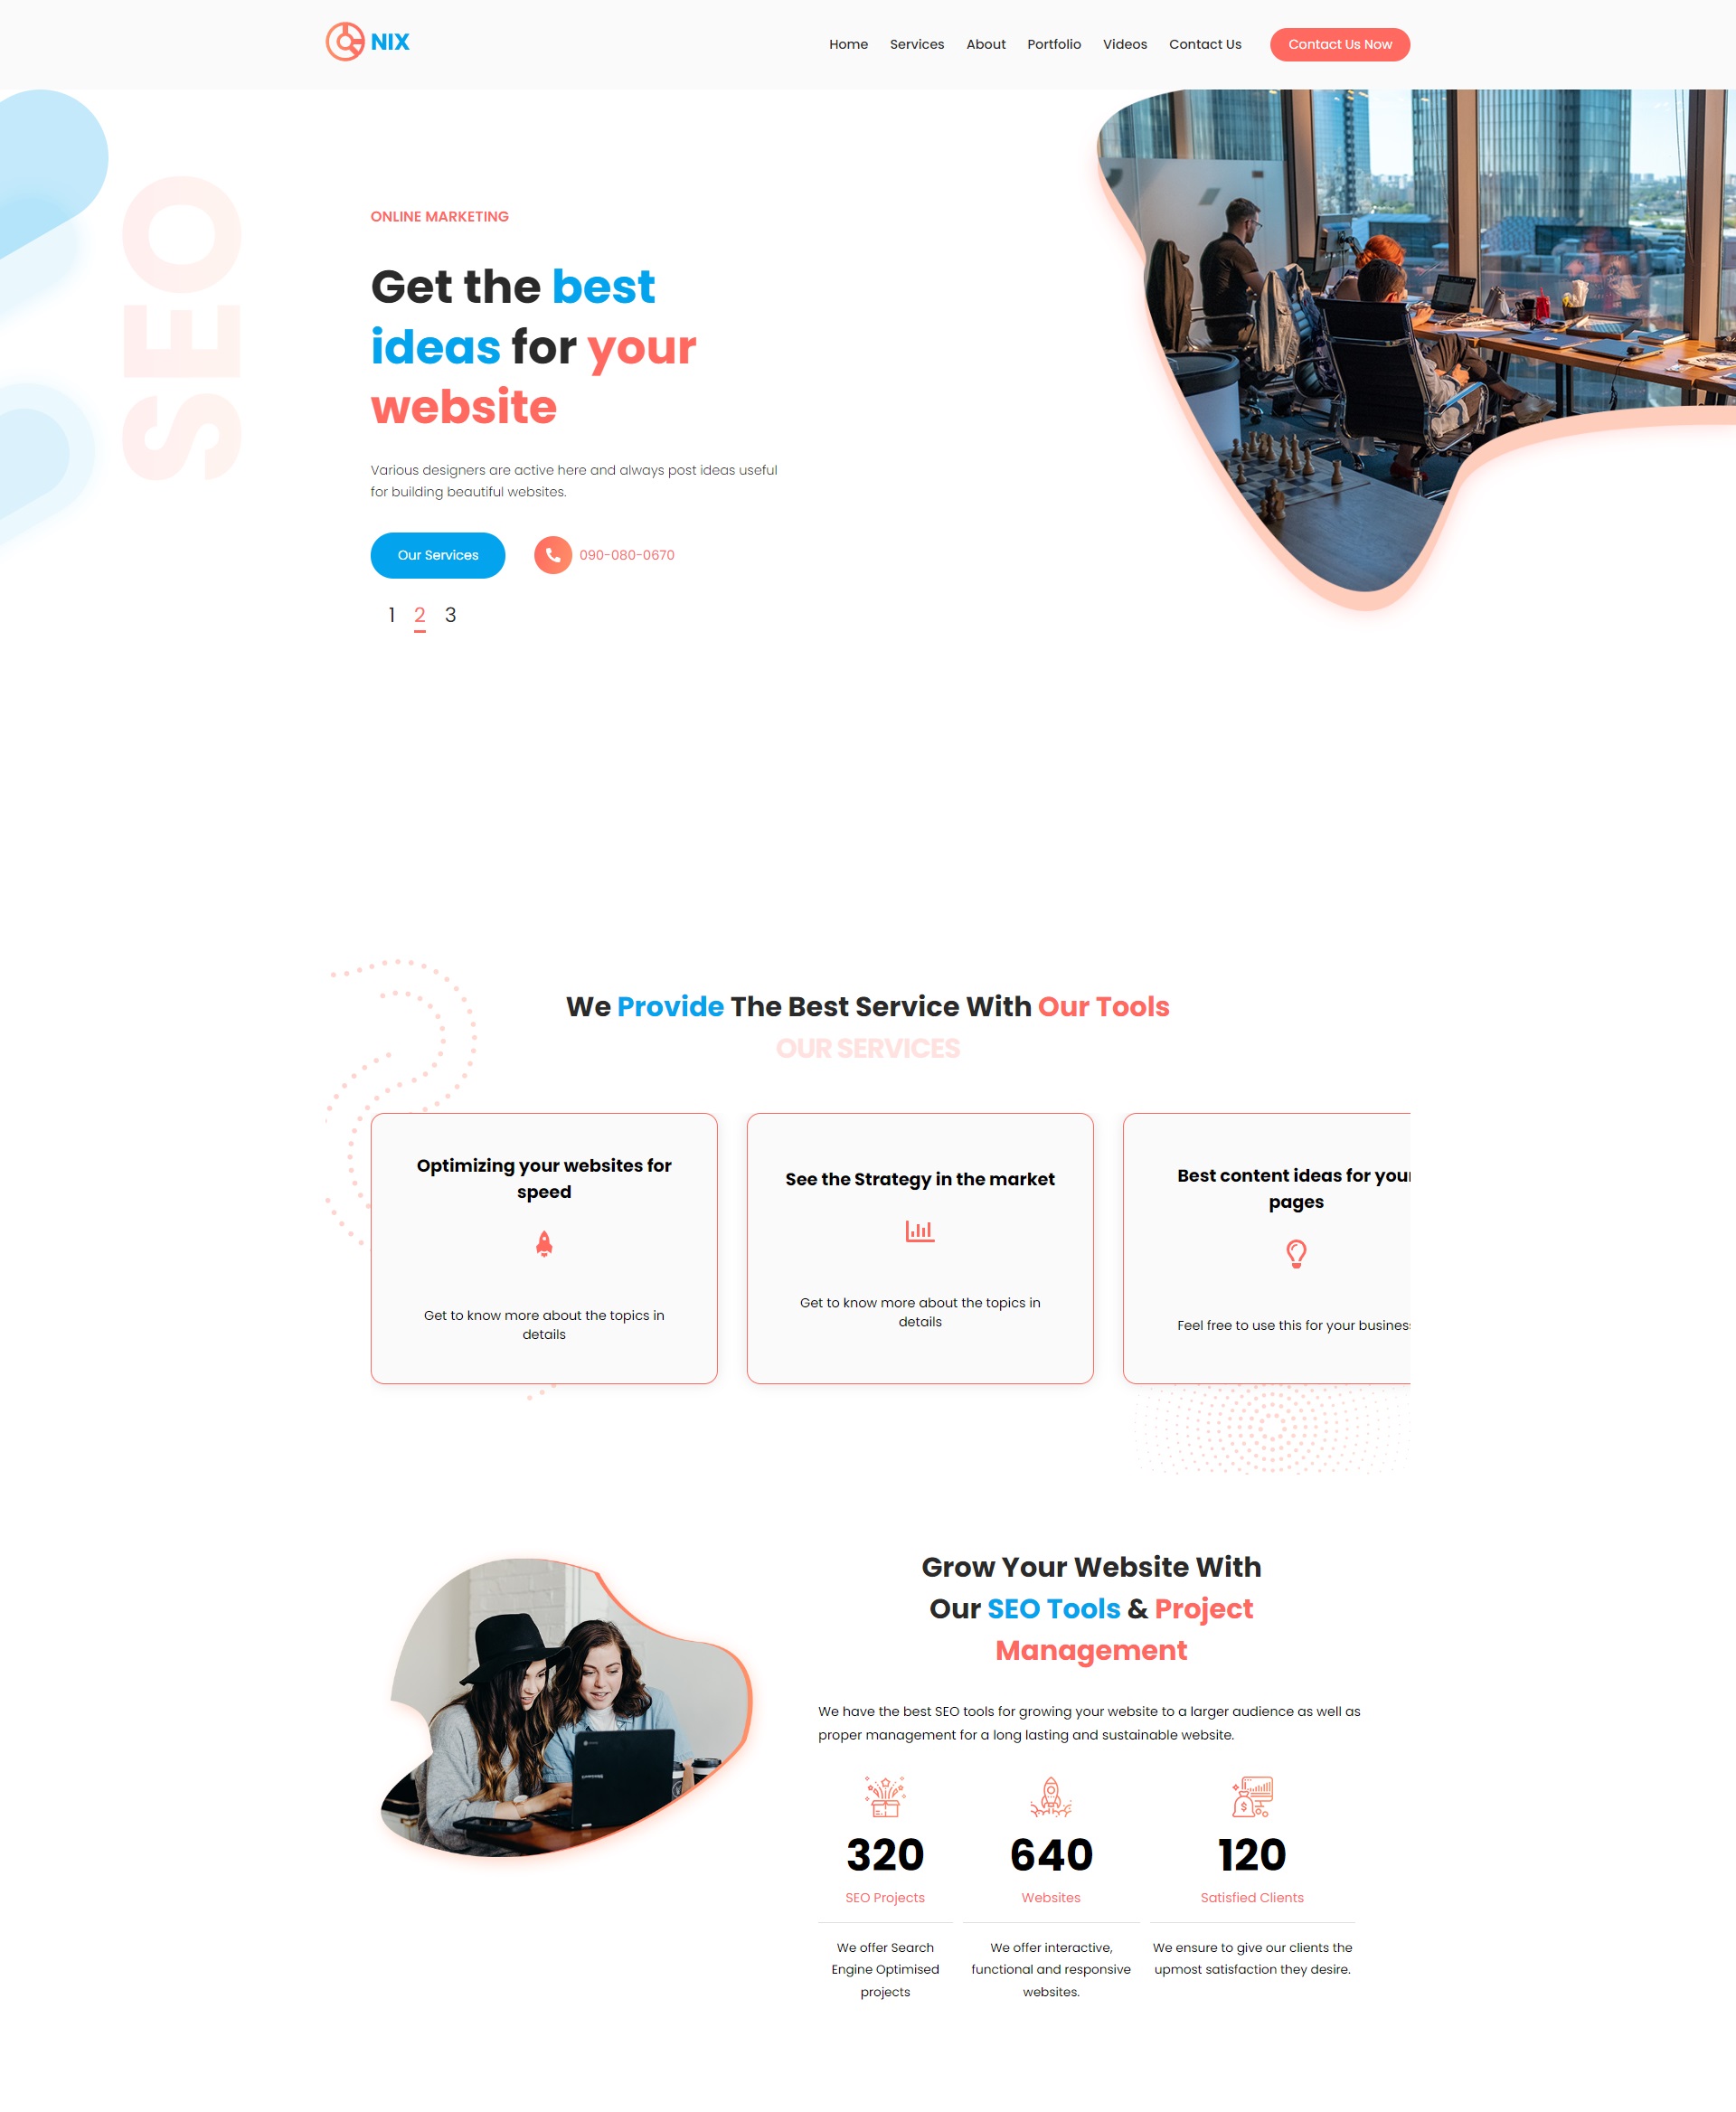 NIX
Home Services About Portfolio Videos Contact Us Contact Us Now
SEO
ONLINE MARKETING
Get the best
ideas for your
website
Various designers are active here and always post ideas useful
for building beautiful websites.
Our Services 090-080-0670
1 2 3
We Provide The Best Service With Our Tools
OUR SERVICES
Optimizing your websites for
speed
Get to know more about the topics in
details
See the Strategy in the market
Get to know more about the topics in
details
Best content ideas for your
pages
Feel free to use this for your business
Grow Your Website With
Our SEO Tools & Project
Management
We have the best SEO tools for growing your website to a larger audience as well as
proper management for a long lasting and sustainable website.
320
SEO Projects
We offer Search
Engine Optimised
projects
640
Websites
We offer interactive,
functional and responsive
websites.
120
Satisfied Clients
We ensure to give our clients the
upmost satisfaction they desire.